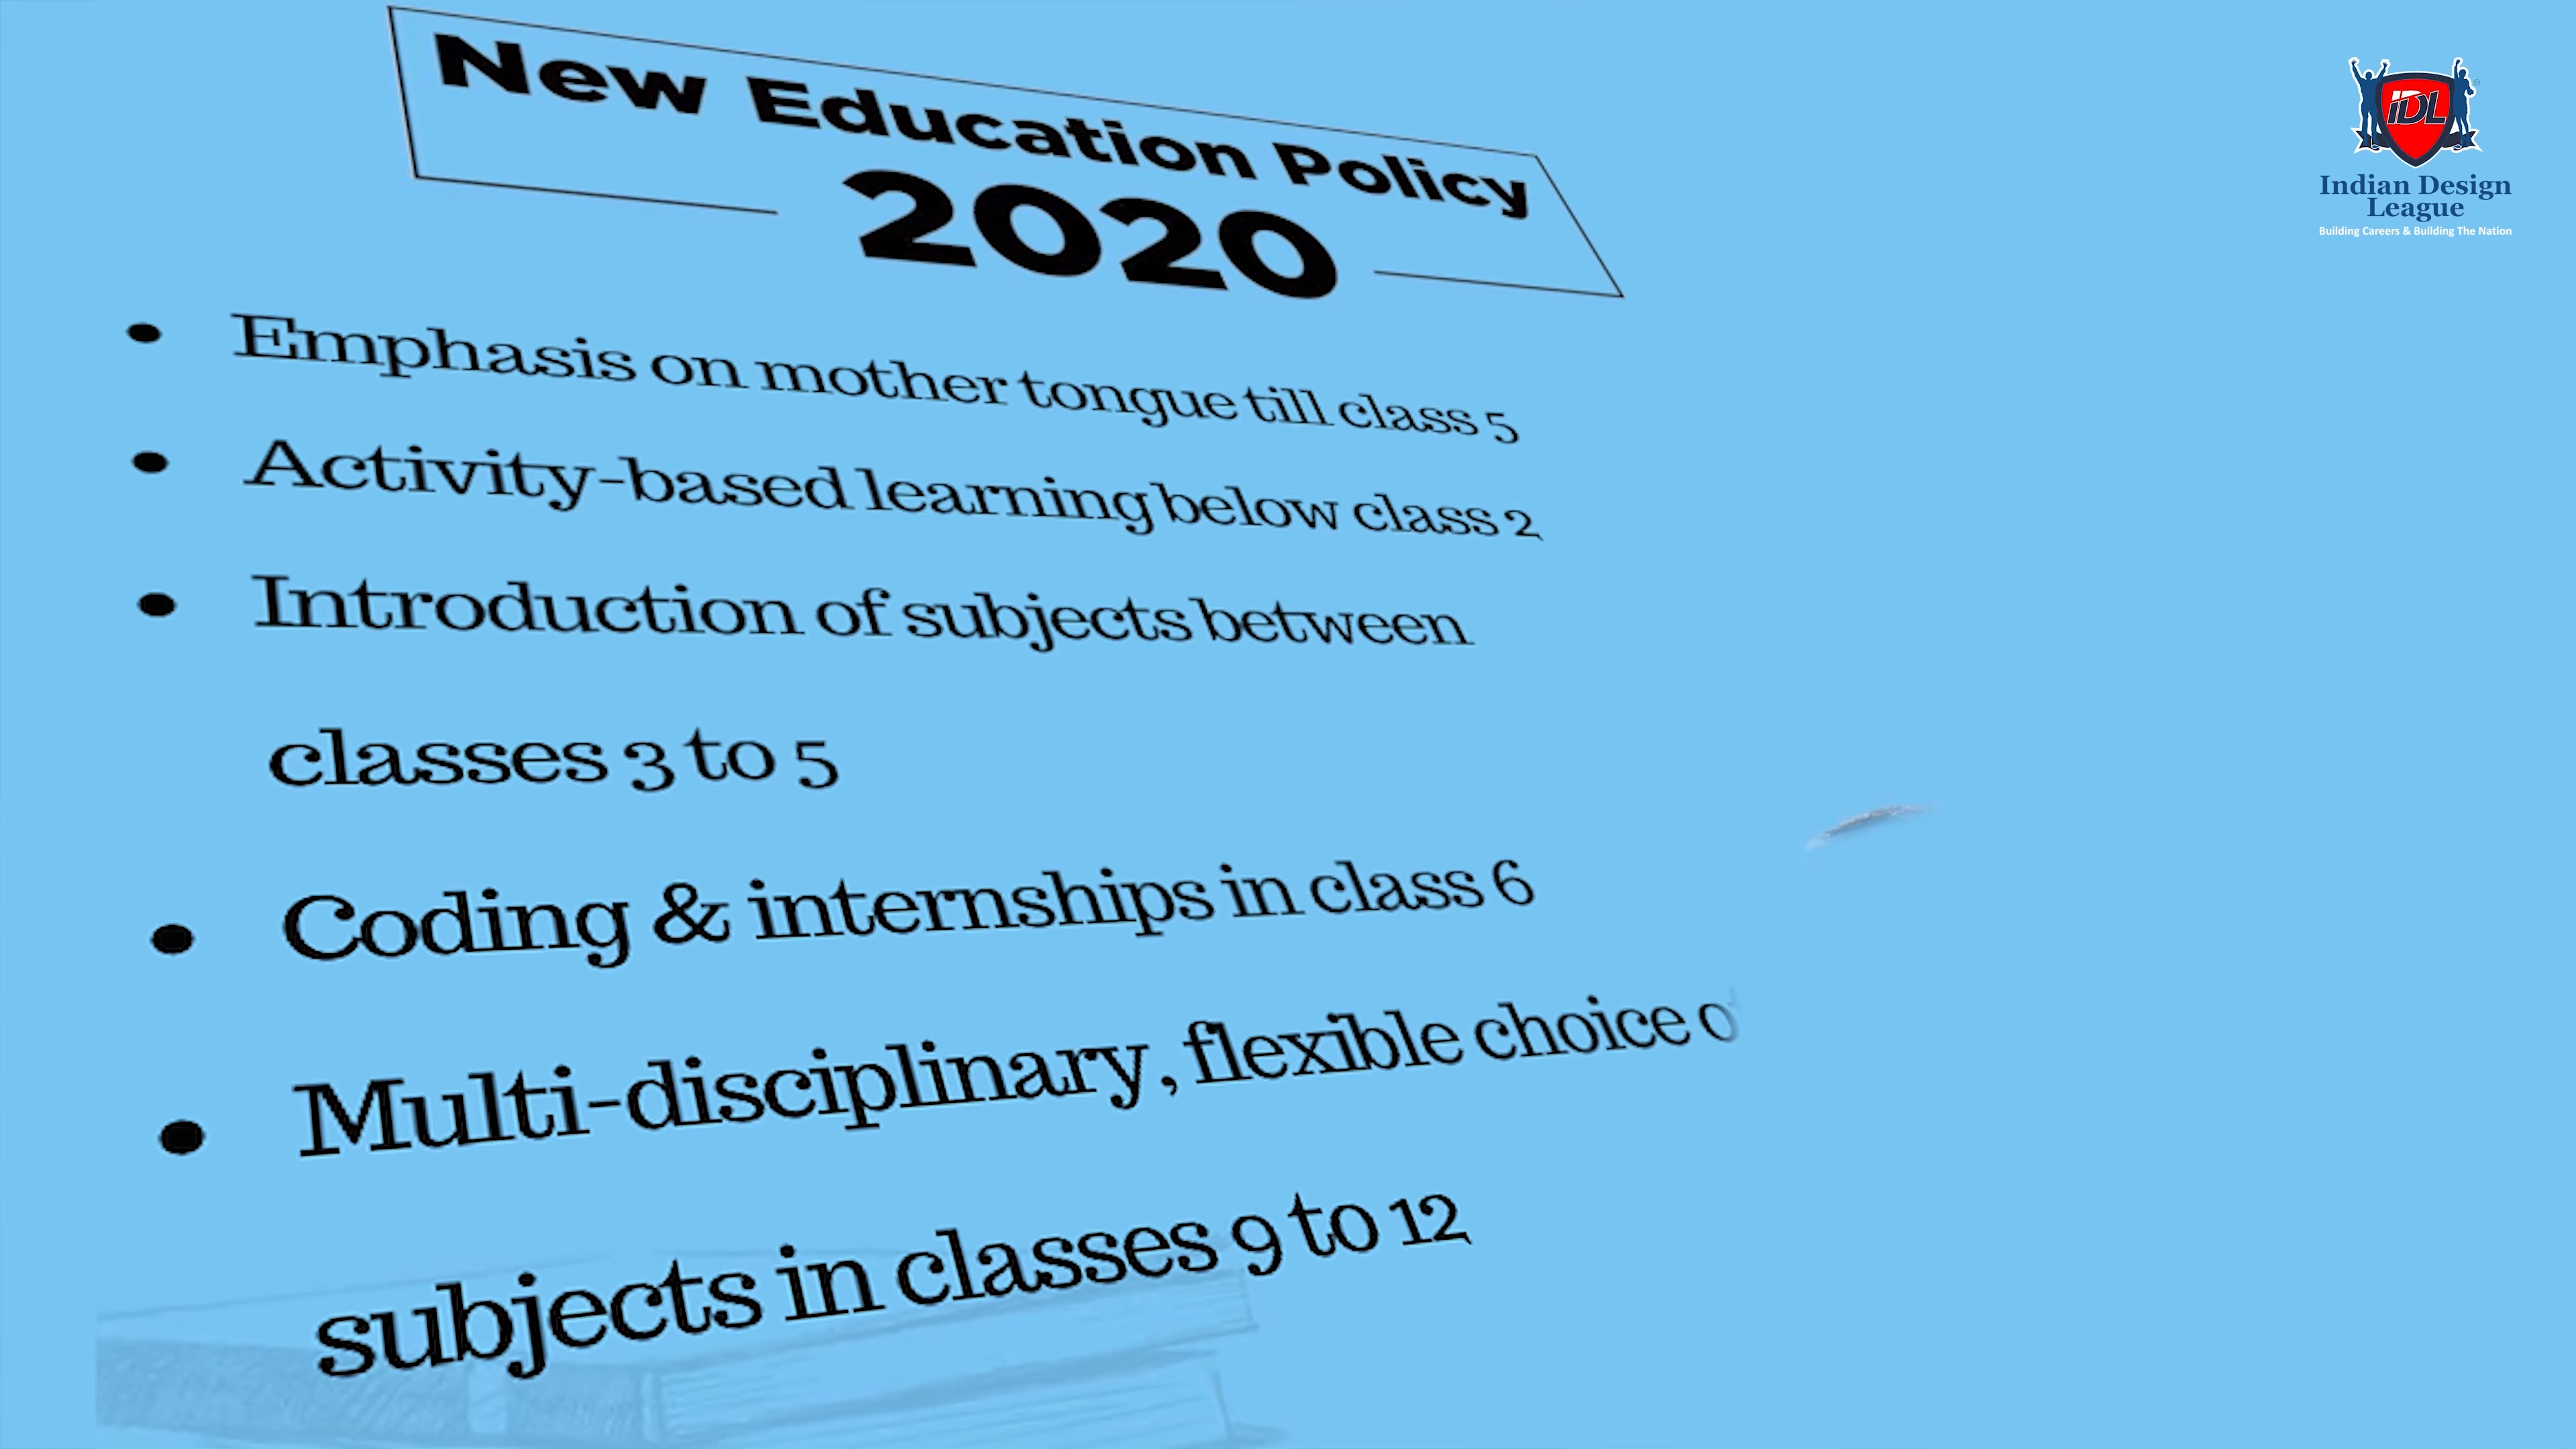 New Education Policy
2020
• Emphasis on mother tongue till class 5
• Activity-based learning below class 2
• Introduction of subjects between
classes 3 to 5
• Coding & internships in class 6
• Multi-disciplinary, flexible choice
subjects in classes 9 to 12
IDL
Indian Design
League
Building Careers & Building The Nation